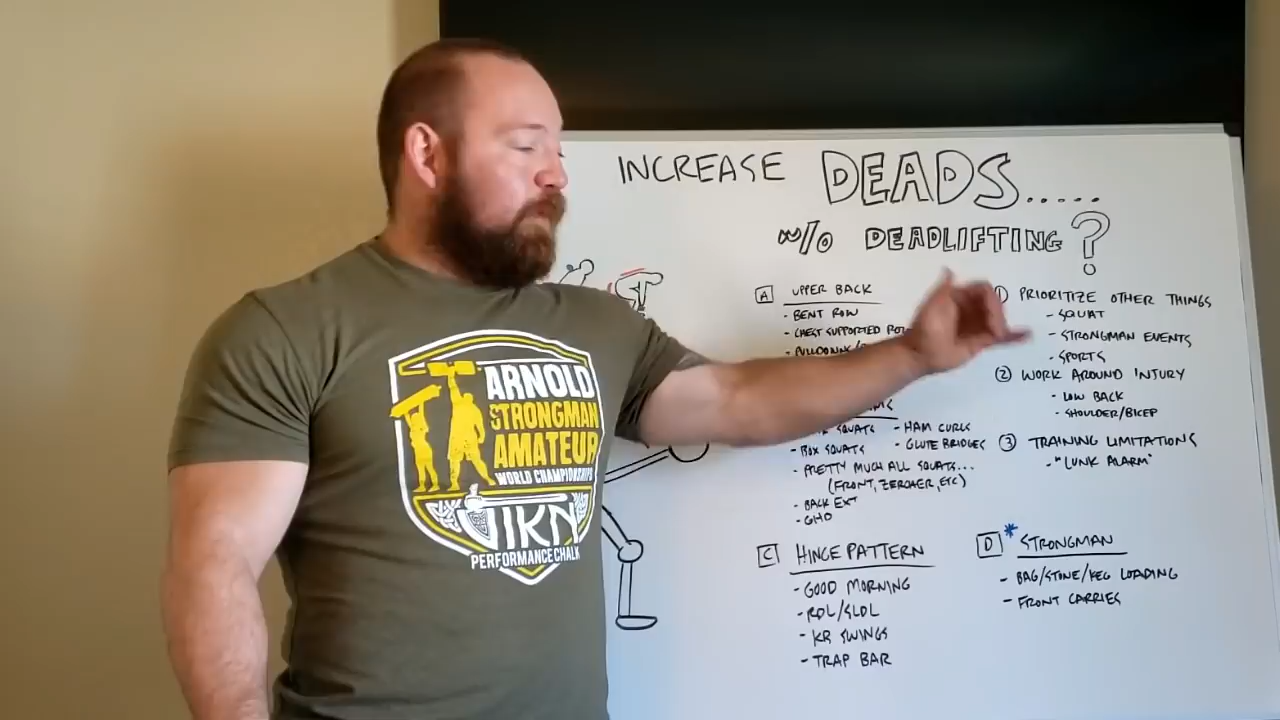 INCREASE DEADS.....
W/O DEADLIFTING?
A UPPER BACK
- BENT ROW
- CHEST SUPPORTED
C HINGE PATTERN
- GOOD MORNING
- RDL/SLDL
- KB SWINGS
- TRAP BAR
SQUATS
- HAM CURLS
- BOX SQUATS
- GLUTE BRIDGES
- PRETTY MUCH ALL SQUATS...
(FRONT, ZERCHER, ETC)
- BACK EXT
- GHD
1 PRIORITIZE OTHER THINGS
- SQUAT
- STRONGMAN EVENTS
- SPORTS
2 WORK AROUND INJURY
- LOW BACK
- SHOULDER/BICEP
3 TRAINING LIMITATIONS
- "LUNK ALARM"
D * STRONGMAN
- BAG/STONE/KEG LOADING
- FRONT CARRIES
ARNOLD
STRONGMAN
AMATEUR
WORLD CHAMPIONSHIPS
VIKN
PERFORMANCE CHALK